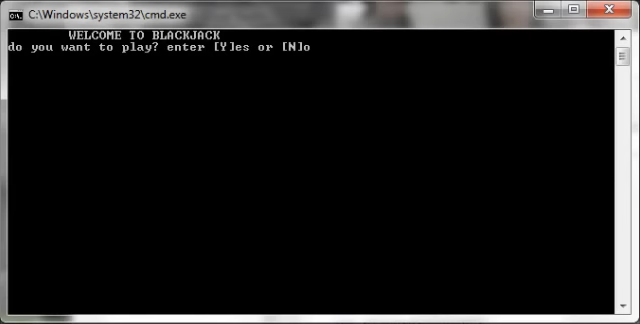 C:\Windows\system32\cmd.exe
WELCOME TO BLACKJACK
do you want to play? enter [Y]es or [N]o